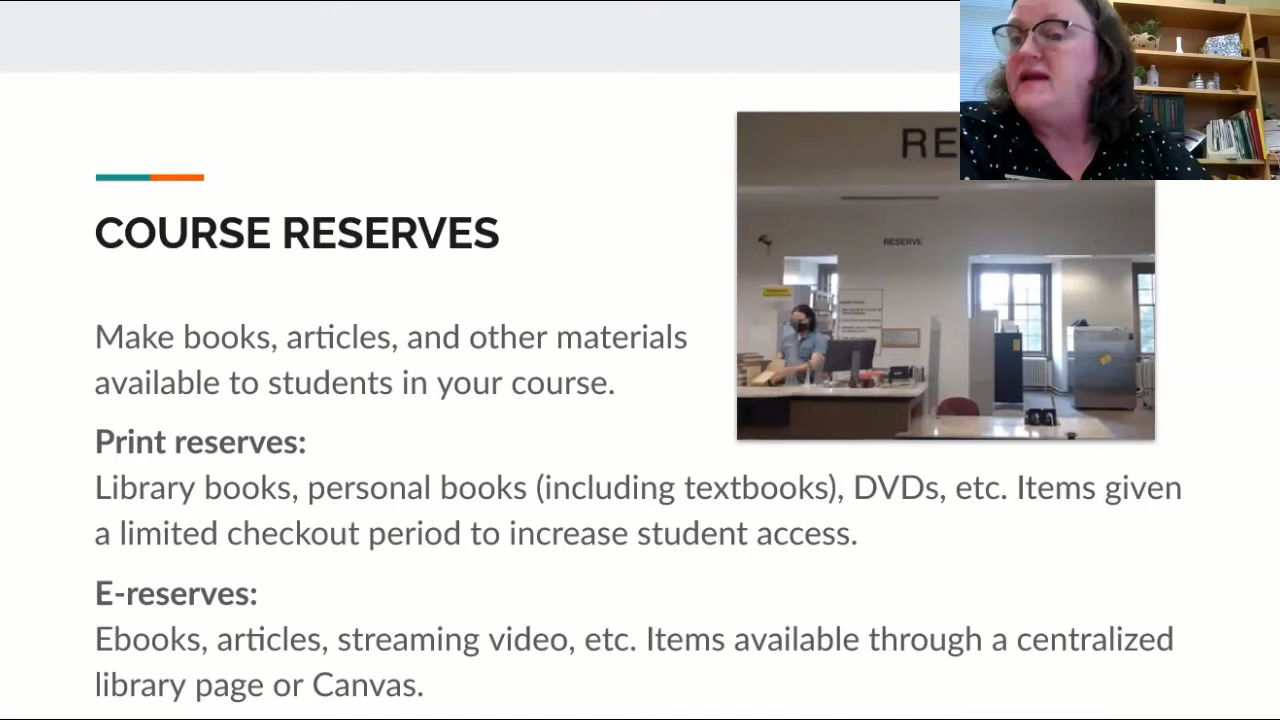 RE
RESERVE
COURSE RESERVES
Make books, articles, and other materials
available to students in your course.
Print reserves:
Library books, personal books (including textbooks), DVDs, etc. Items given
a limited checkout period to increase student access.
E-reserves:
Ebooks, articles, streaming video, etc. Items available through a centralized
library page or Canvas.